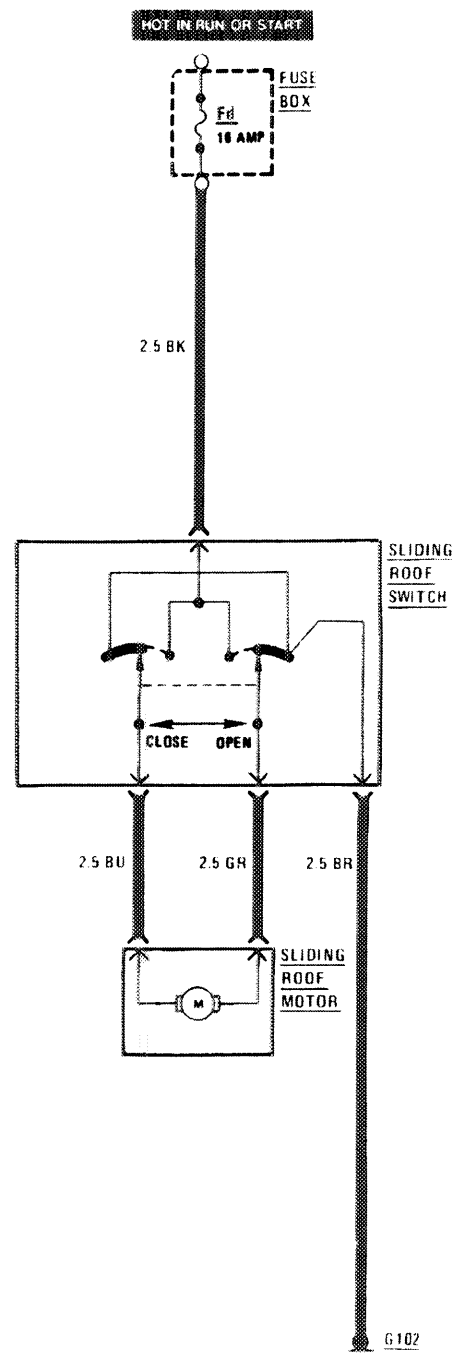 HOT IN RUN OR START
FUSE
BOX
16 AMP
2.5 BK
SLIDING
ROOF
SWITCH
CLOSE OPEN
2.5 BU
2.5 GR
2.5 BR
SLIDING
ROOF
MOTOR
M
G102